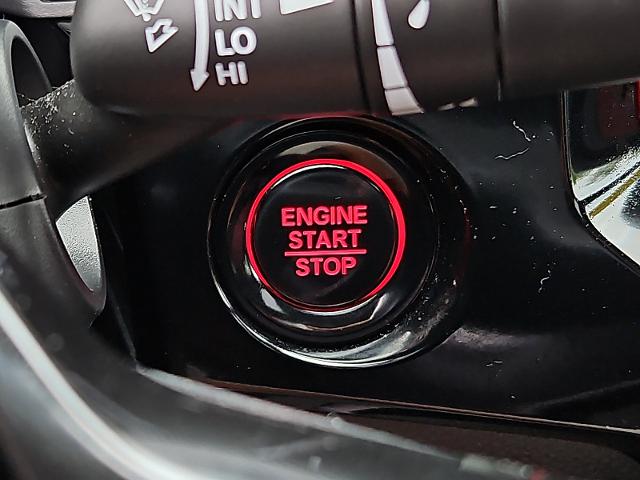 INT
LO
HI
ENGINE
START
STOP